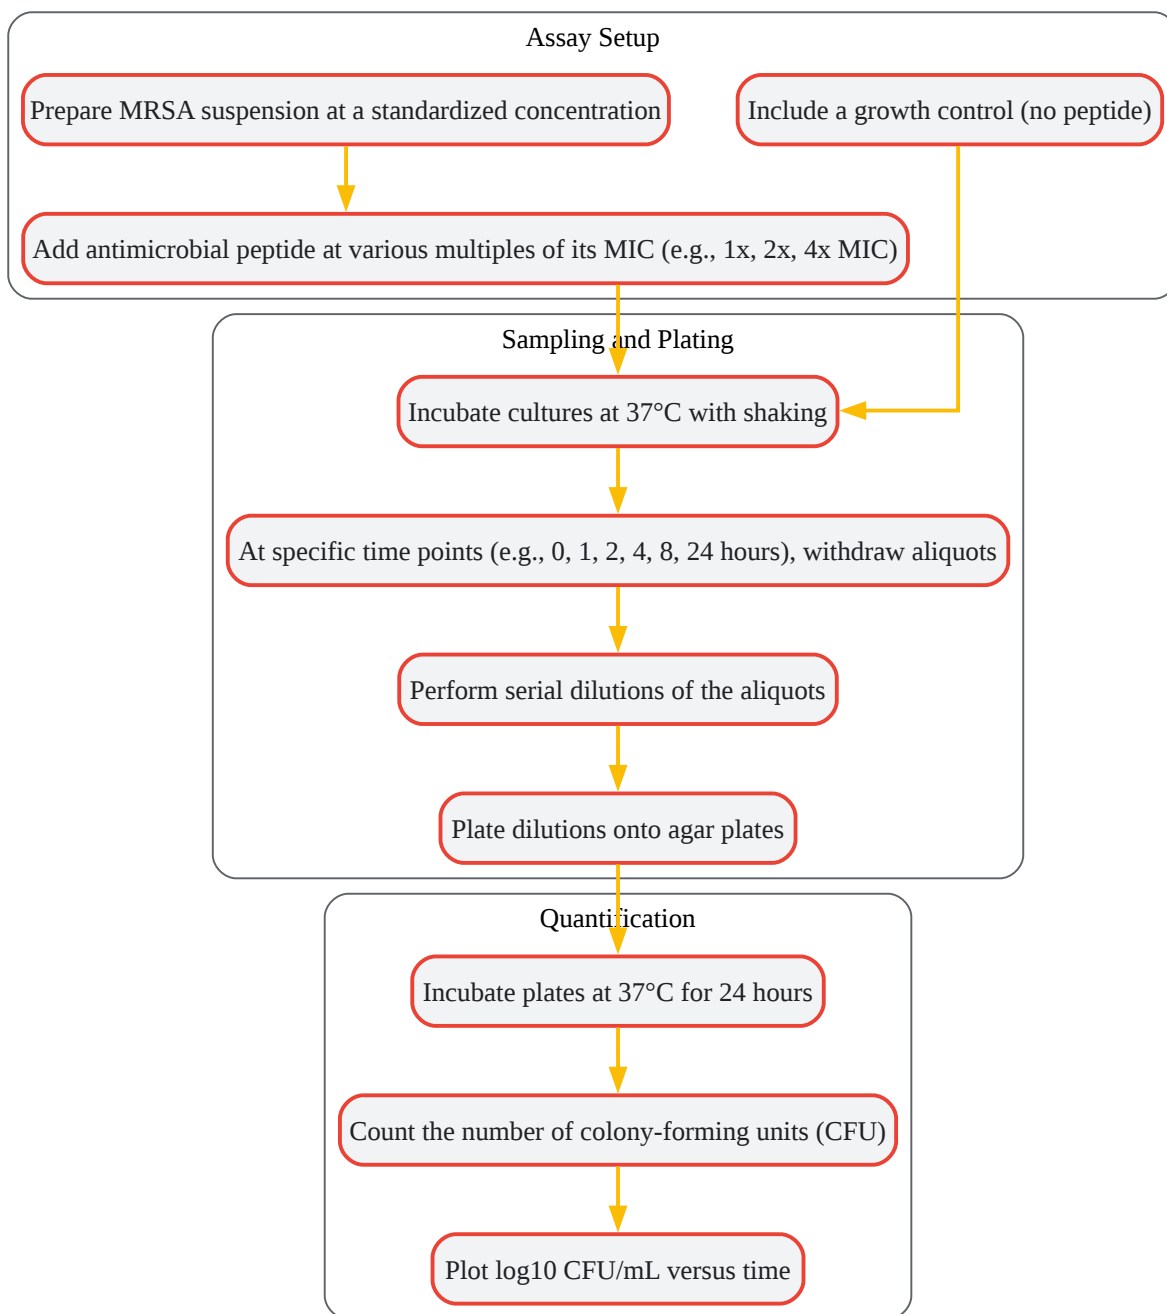 Assay Setup
Prepare MRSA suspension at a standardized concentration
Include a growth control (no peptide)
Add antimicrobial peptide at various multiples of its MIC (e.g., 1x, 2x, 4x MIC)
Sampling and Plating
Incubate cultures at 37°C with shaking
At specific time points (e.g., 0, 1, 2, 4, 8, 24 hours), withdraw aliquots
Perform serial dilutions of the aliquots
Plate dilutions onto agar plates
Quantification
Incubate plates at 37°C for 24 hours
Count the number of colony-forming units (CFU)
Plot log10 CFU/mL versus time